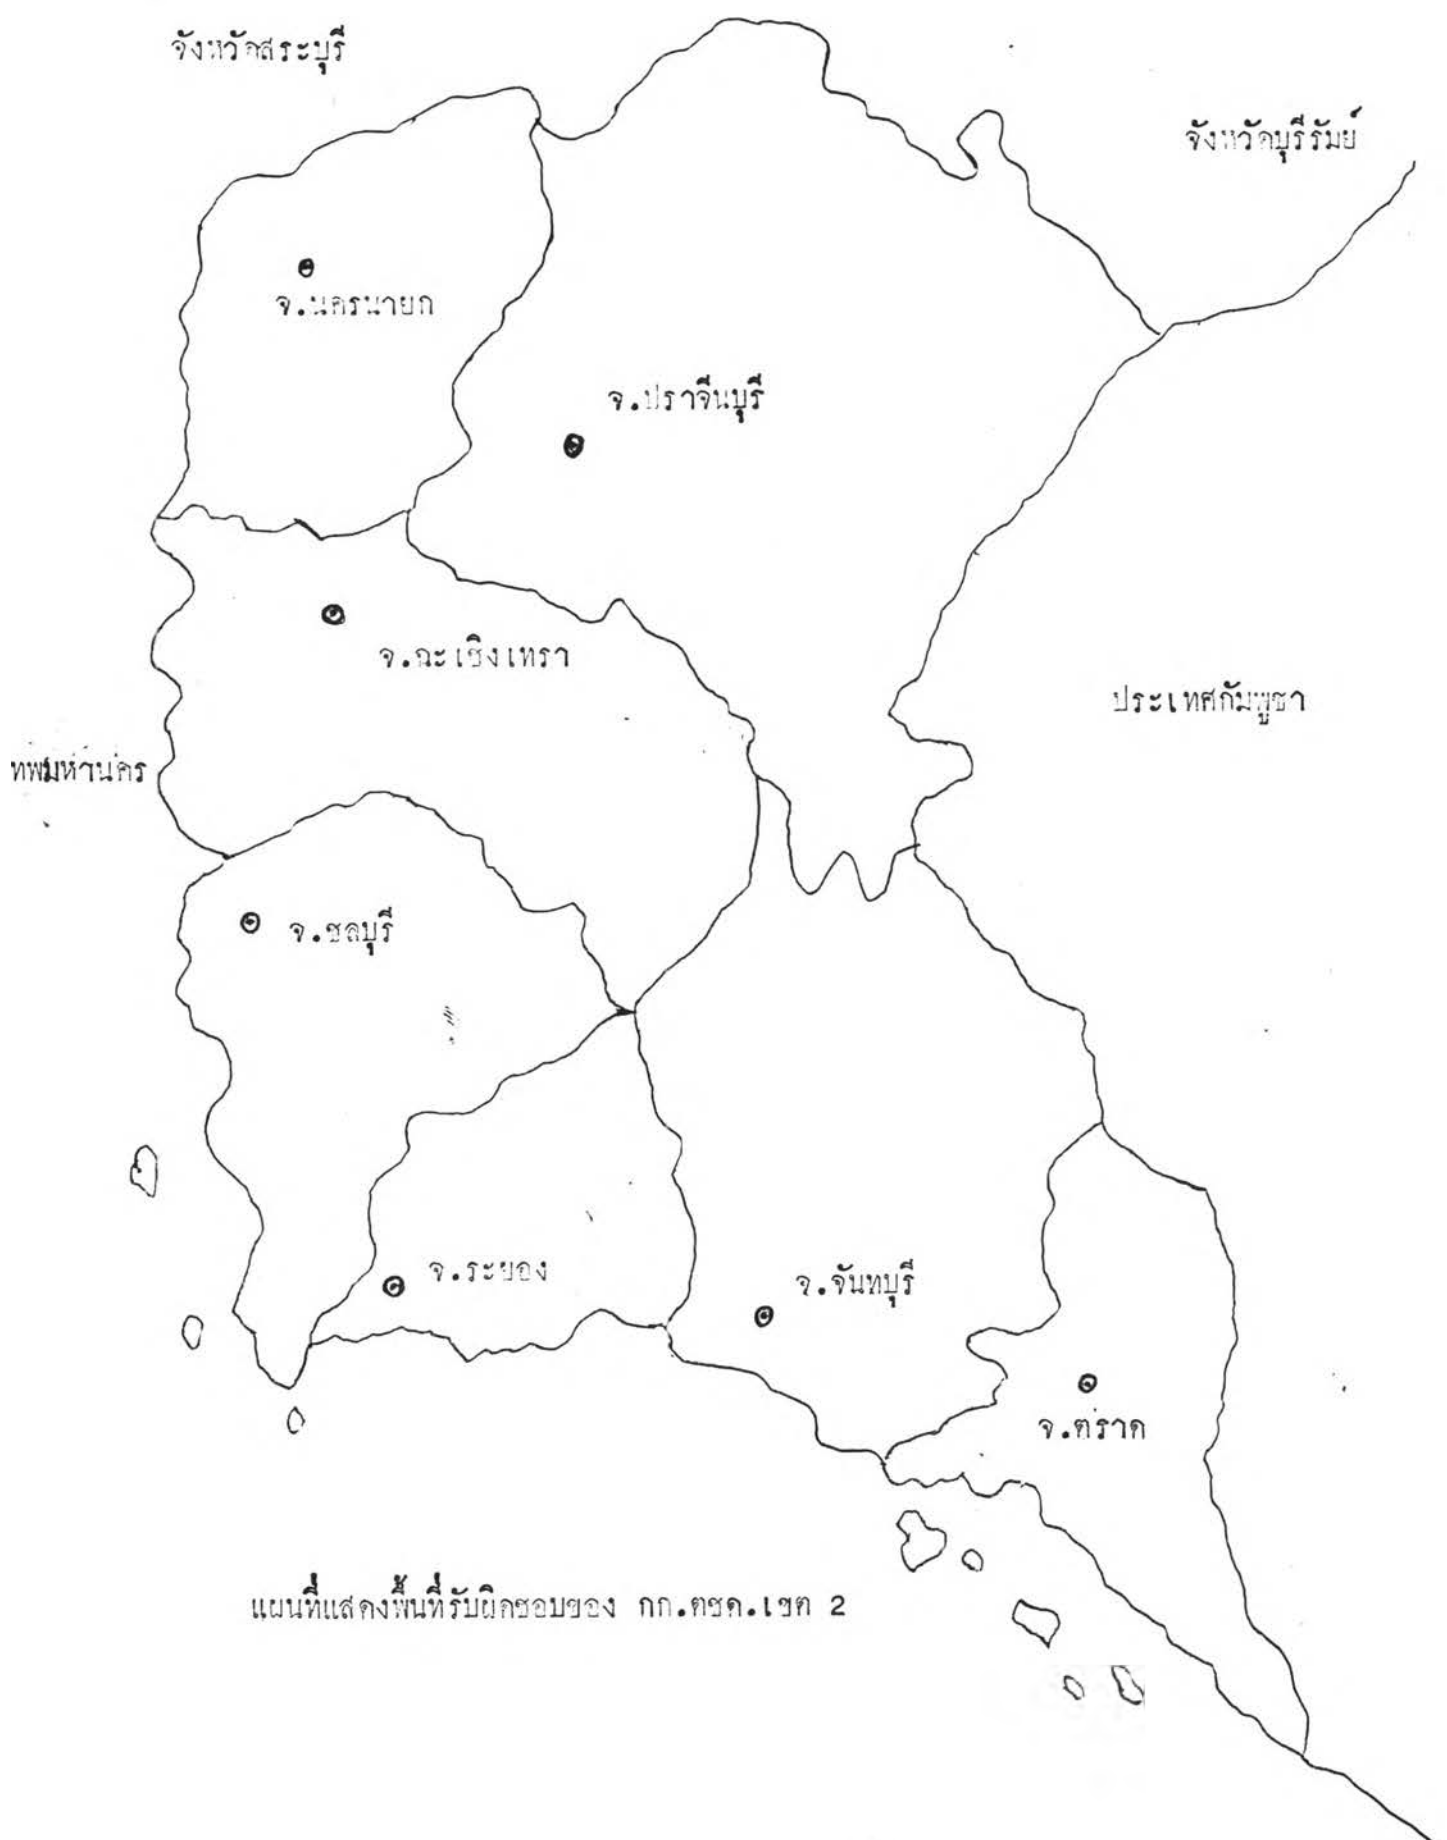 จังหวัดสระบุรี
จังหวัดบุรีรัมย์
จ.นครนายก
จ.ปราจีนบุรี
จ.ฉะเชิงเทรา
ประเทศกัมพูชา
ทพมหานคร
จ.ชลบุรี
จ.ระยอง
จ.จันทบุรี
จ.ตราด
แผนที่แสดงพื้นที่รับผิดชอบของ กก.ตชด.เขต 2